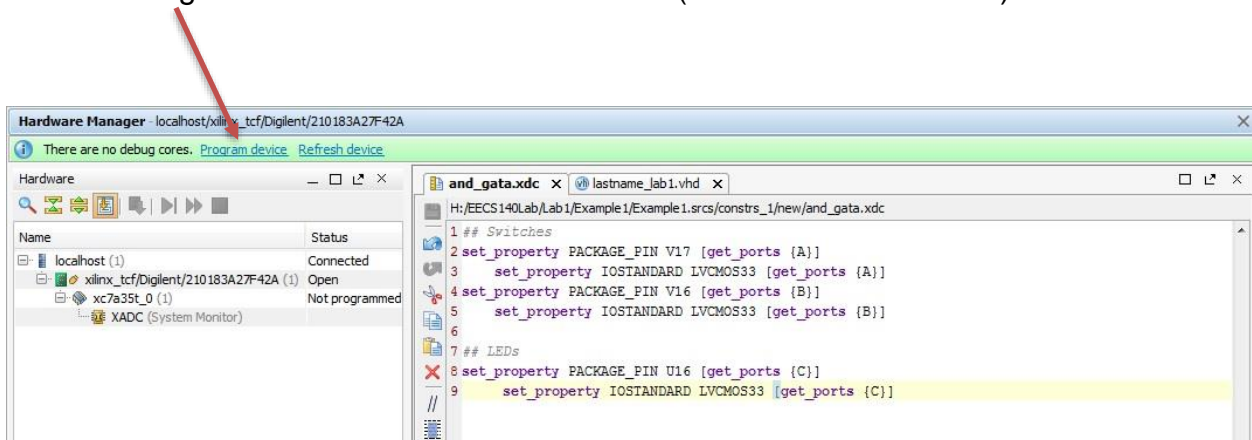 Hardware Manager - localhost/xilinx_tcf/Digilent/210183A27F42A
There are no debug cores. Program device Refresh device
Hardware
Name Status
localhost (1) Connected
xilinx_tcf/Digilent/210183A27F42A (1) Open
xc7a35t_0 (1) Not programmed
XADC (System Monitor)
and_gata.xdc lastname_lab1.vhd
H:/EECS140Lab/Lab1/Example1/Example1.srcs/constrs_1/new/and_gata.xdc
1 ## Switches
2 set_property PACKAGE_PIN V17 [get_ports {A}]
3 set_property IOSTANDARD LVCMOS33 [get_ports {A}]
4 set_property PACKAGE_PIN V16 [get_ports {B}]
5 set_property IOSTANDARD LVCMOS33 [get_ports {B}]
6
7 ## LEDs
8 set_property PACKAGE_PIN U16 [get_ports {C}]
9 set_property IOSTANDARD LVCMOS33 [get_ports {C}]
//